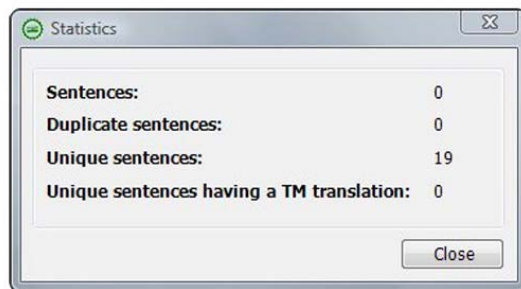 Statistics
Sentences: 0
Duplicate sentences: 0
Unique sentences: 19
Unique sentences having a TM translation: 0
Close